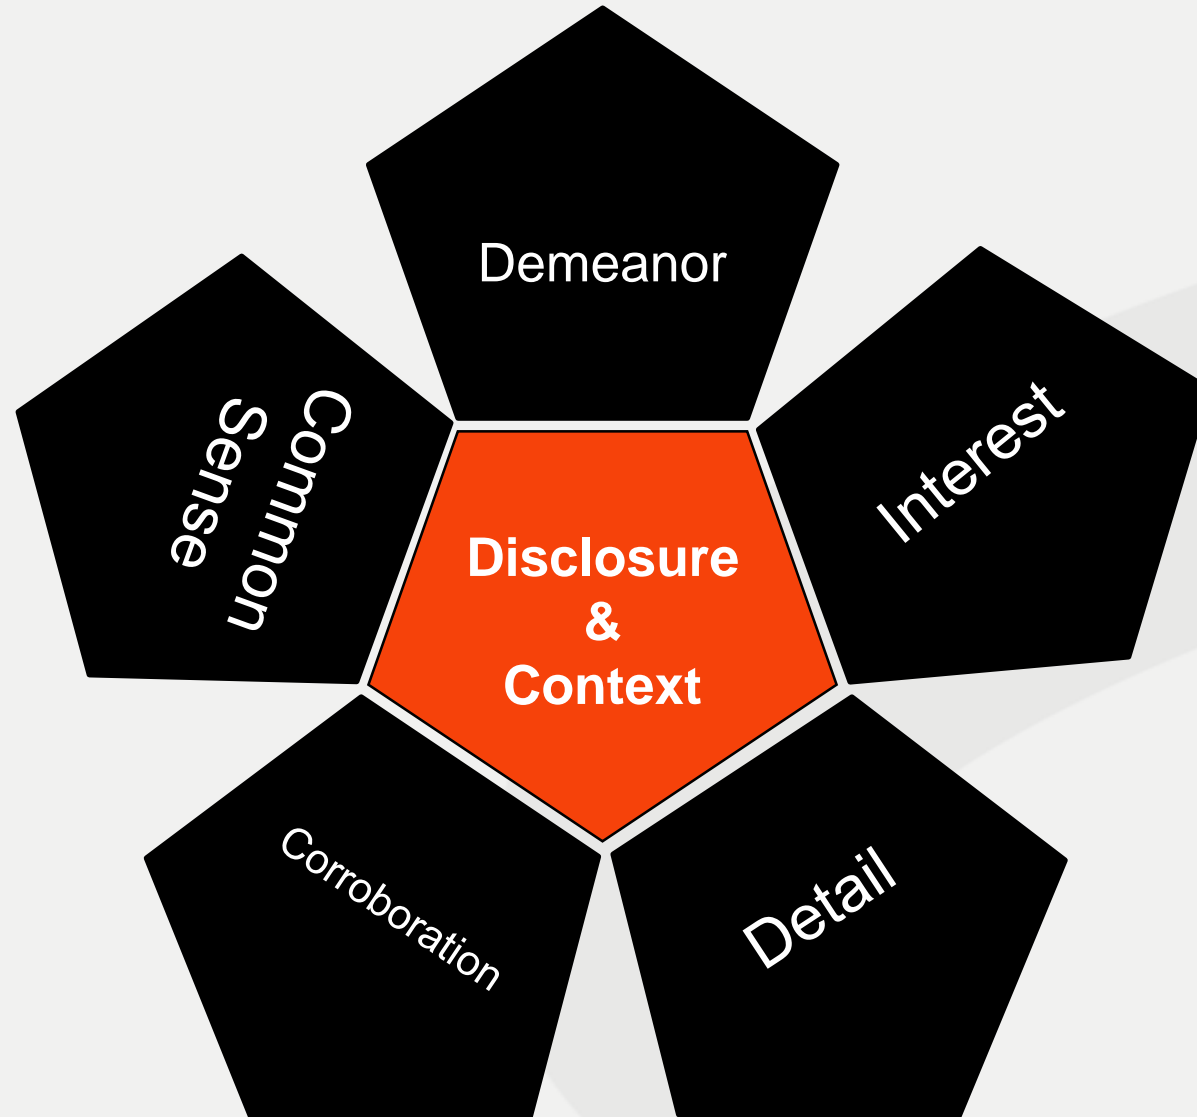 Demeanor
Interest
Common
Sense
Disclosure
&
Context
Corroboration
Detail